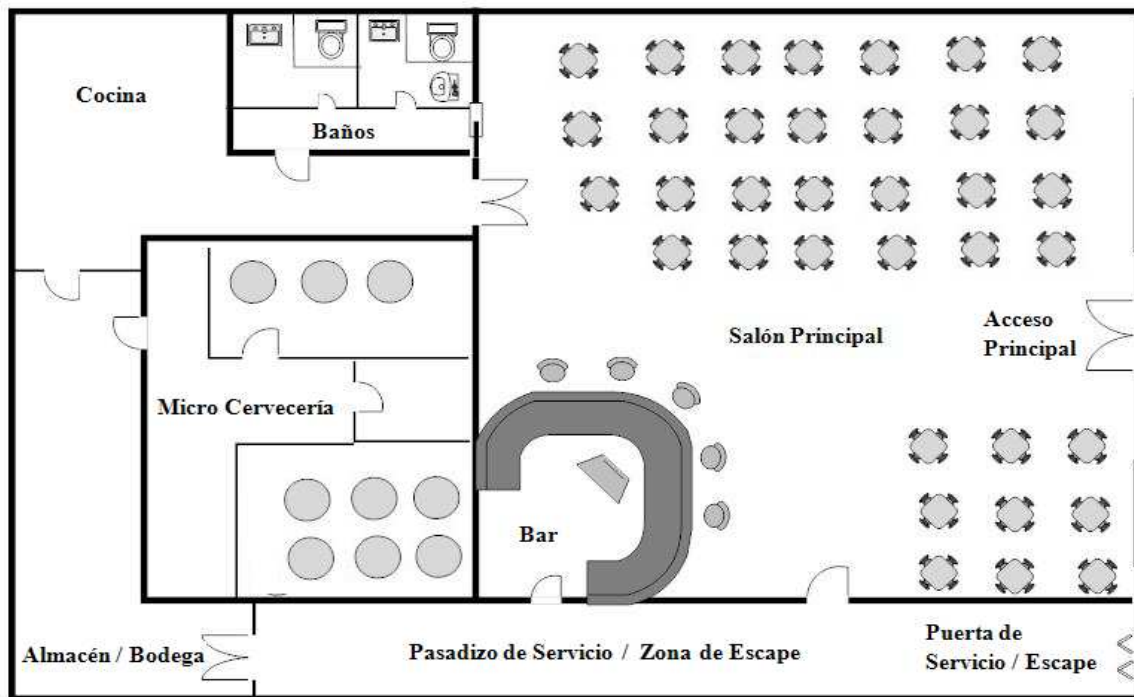 Cocina
Baños
Salón Principal
Acceso
Principal
Micro Cervecería
Bar
Almacén / Bodega
Pasadizo de Servicio / Zona de Escape
Puerta de
Servicio / Escape